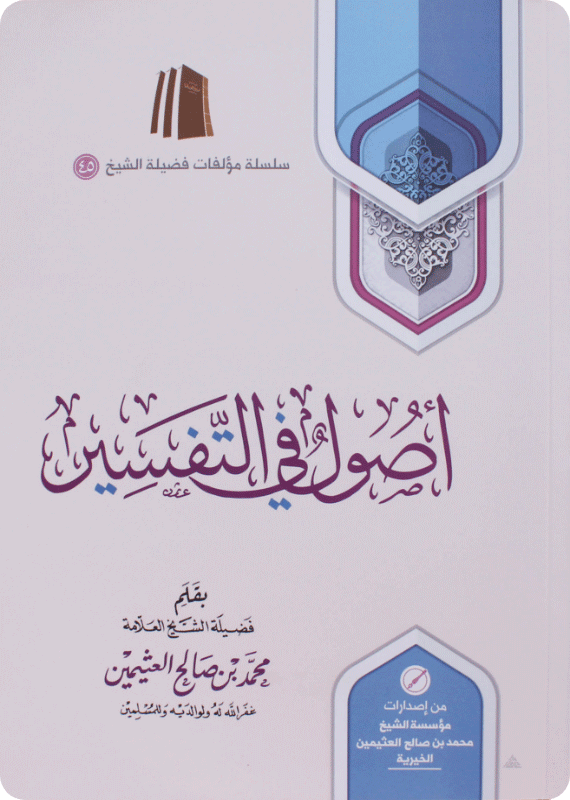 سلسلة مؤلفات فضيلة الشيخ ٤٥
أصول في التفسير
بقلم
فضيلة الشيخ العلامة
محمد بن صالح العثيمين
غفر الله له ولوالديه وللمسلمين
من إصدارات
مؤسسة الشيخ
محمد بن صالح العثيمين
الخيرية